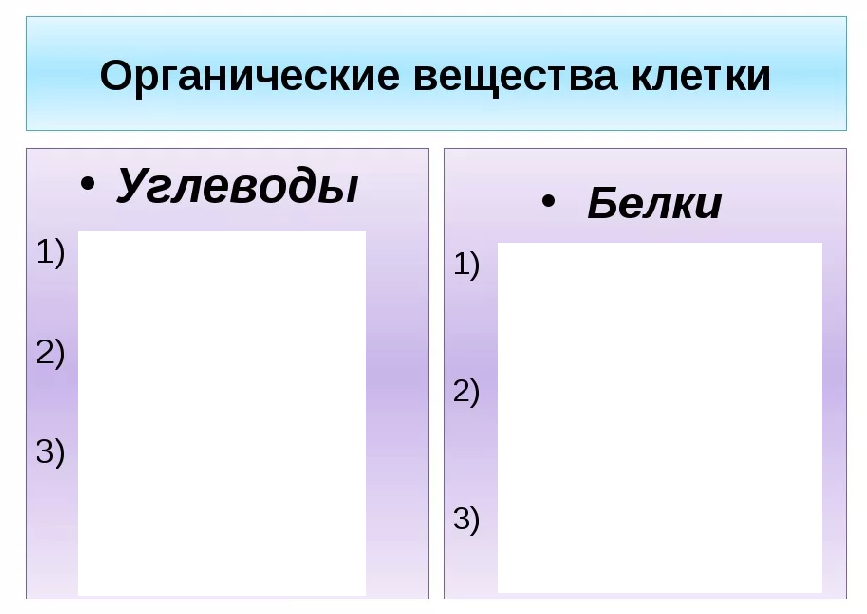 Органические вещества клетки
• Углеводы
1)
2)
3)
• Белки
1)
2)
3)